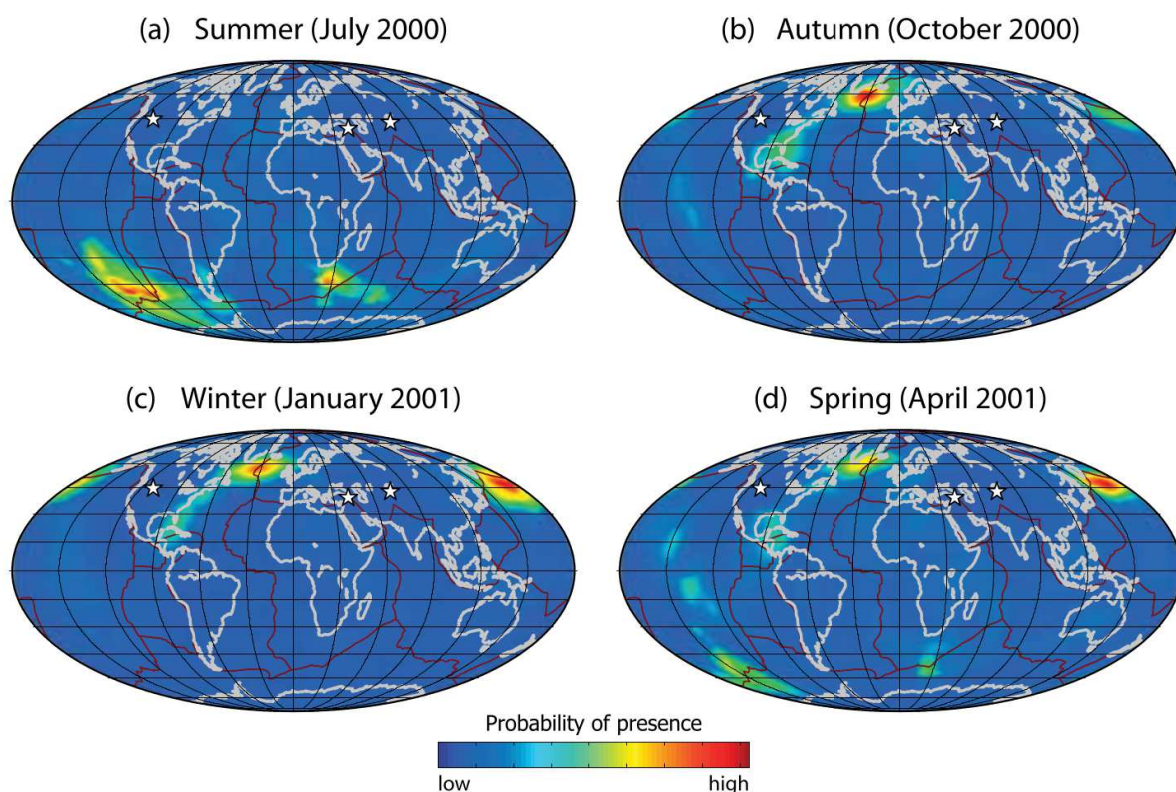 (a) Summer (July 2000)
(b) Autumn (October 2000)
(c) Winter (January 2001)
(d) Spring (April 2001)
Probability of presence
low high